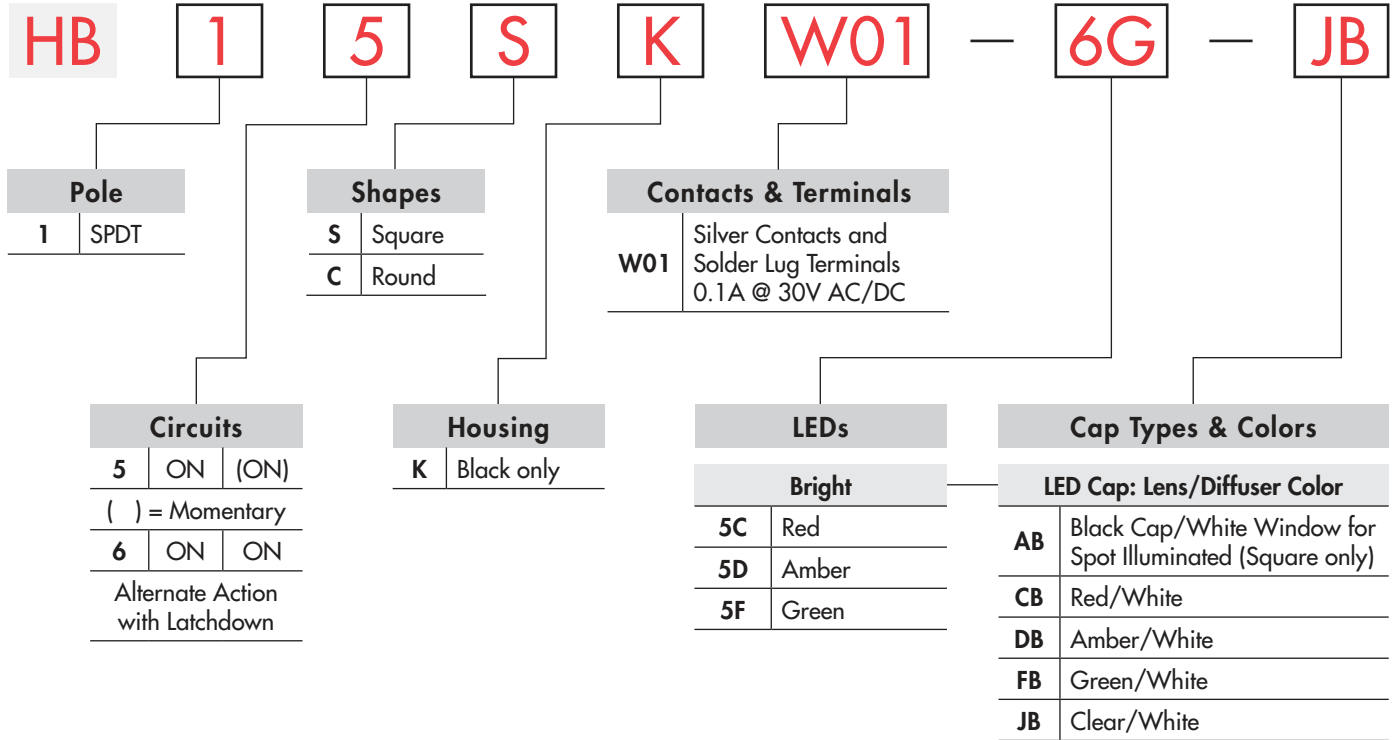 HB 1 5 S K W01 — 6G — JB
Pole
1 SPDT
Shapes
S Square
C Round
Contacts & Terminals
W01 Silver Contacts and
Solder Lug Terminals
0.1A @ 30V AC/DC
Circuits
5 ON (ON)
( ) = Momentary
6 ON ON
Alternate Action
with Latchdown
Housing
K Black only
LEDs
Bright
5C Red
5D Amber
5F Green
Cap Types & Colors
LED Cap: Lens/Diffuser Color
AB Black Cap/White Window for
Spot Illuminated (Square only)
CB Red/White
DB Amber/White
FB Green/White
JB Clear/White